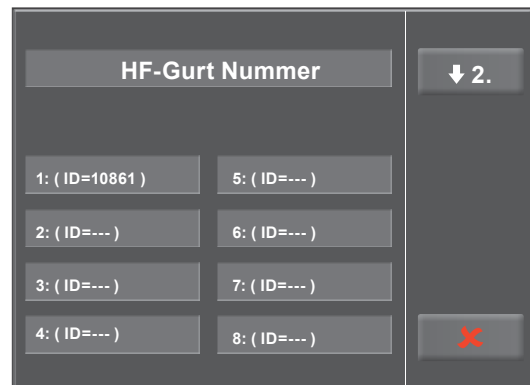 HF-Gurt Nummer
⬇ 2.
1: ( ID=10861 )
2: ( ID=--- )
3: ( ID=--- )
4: ( ID=--- )
5: ( ID=--- )
6: ( ID=--- )
7: ( ID=--- )
8: ( ID=--- )